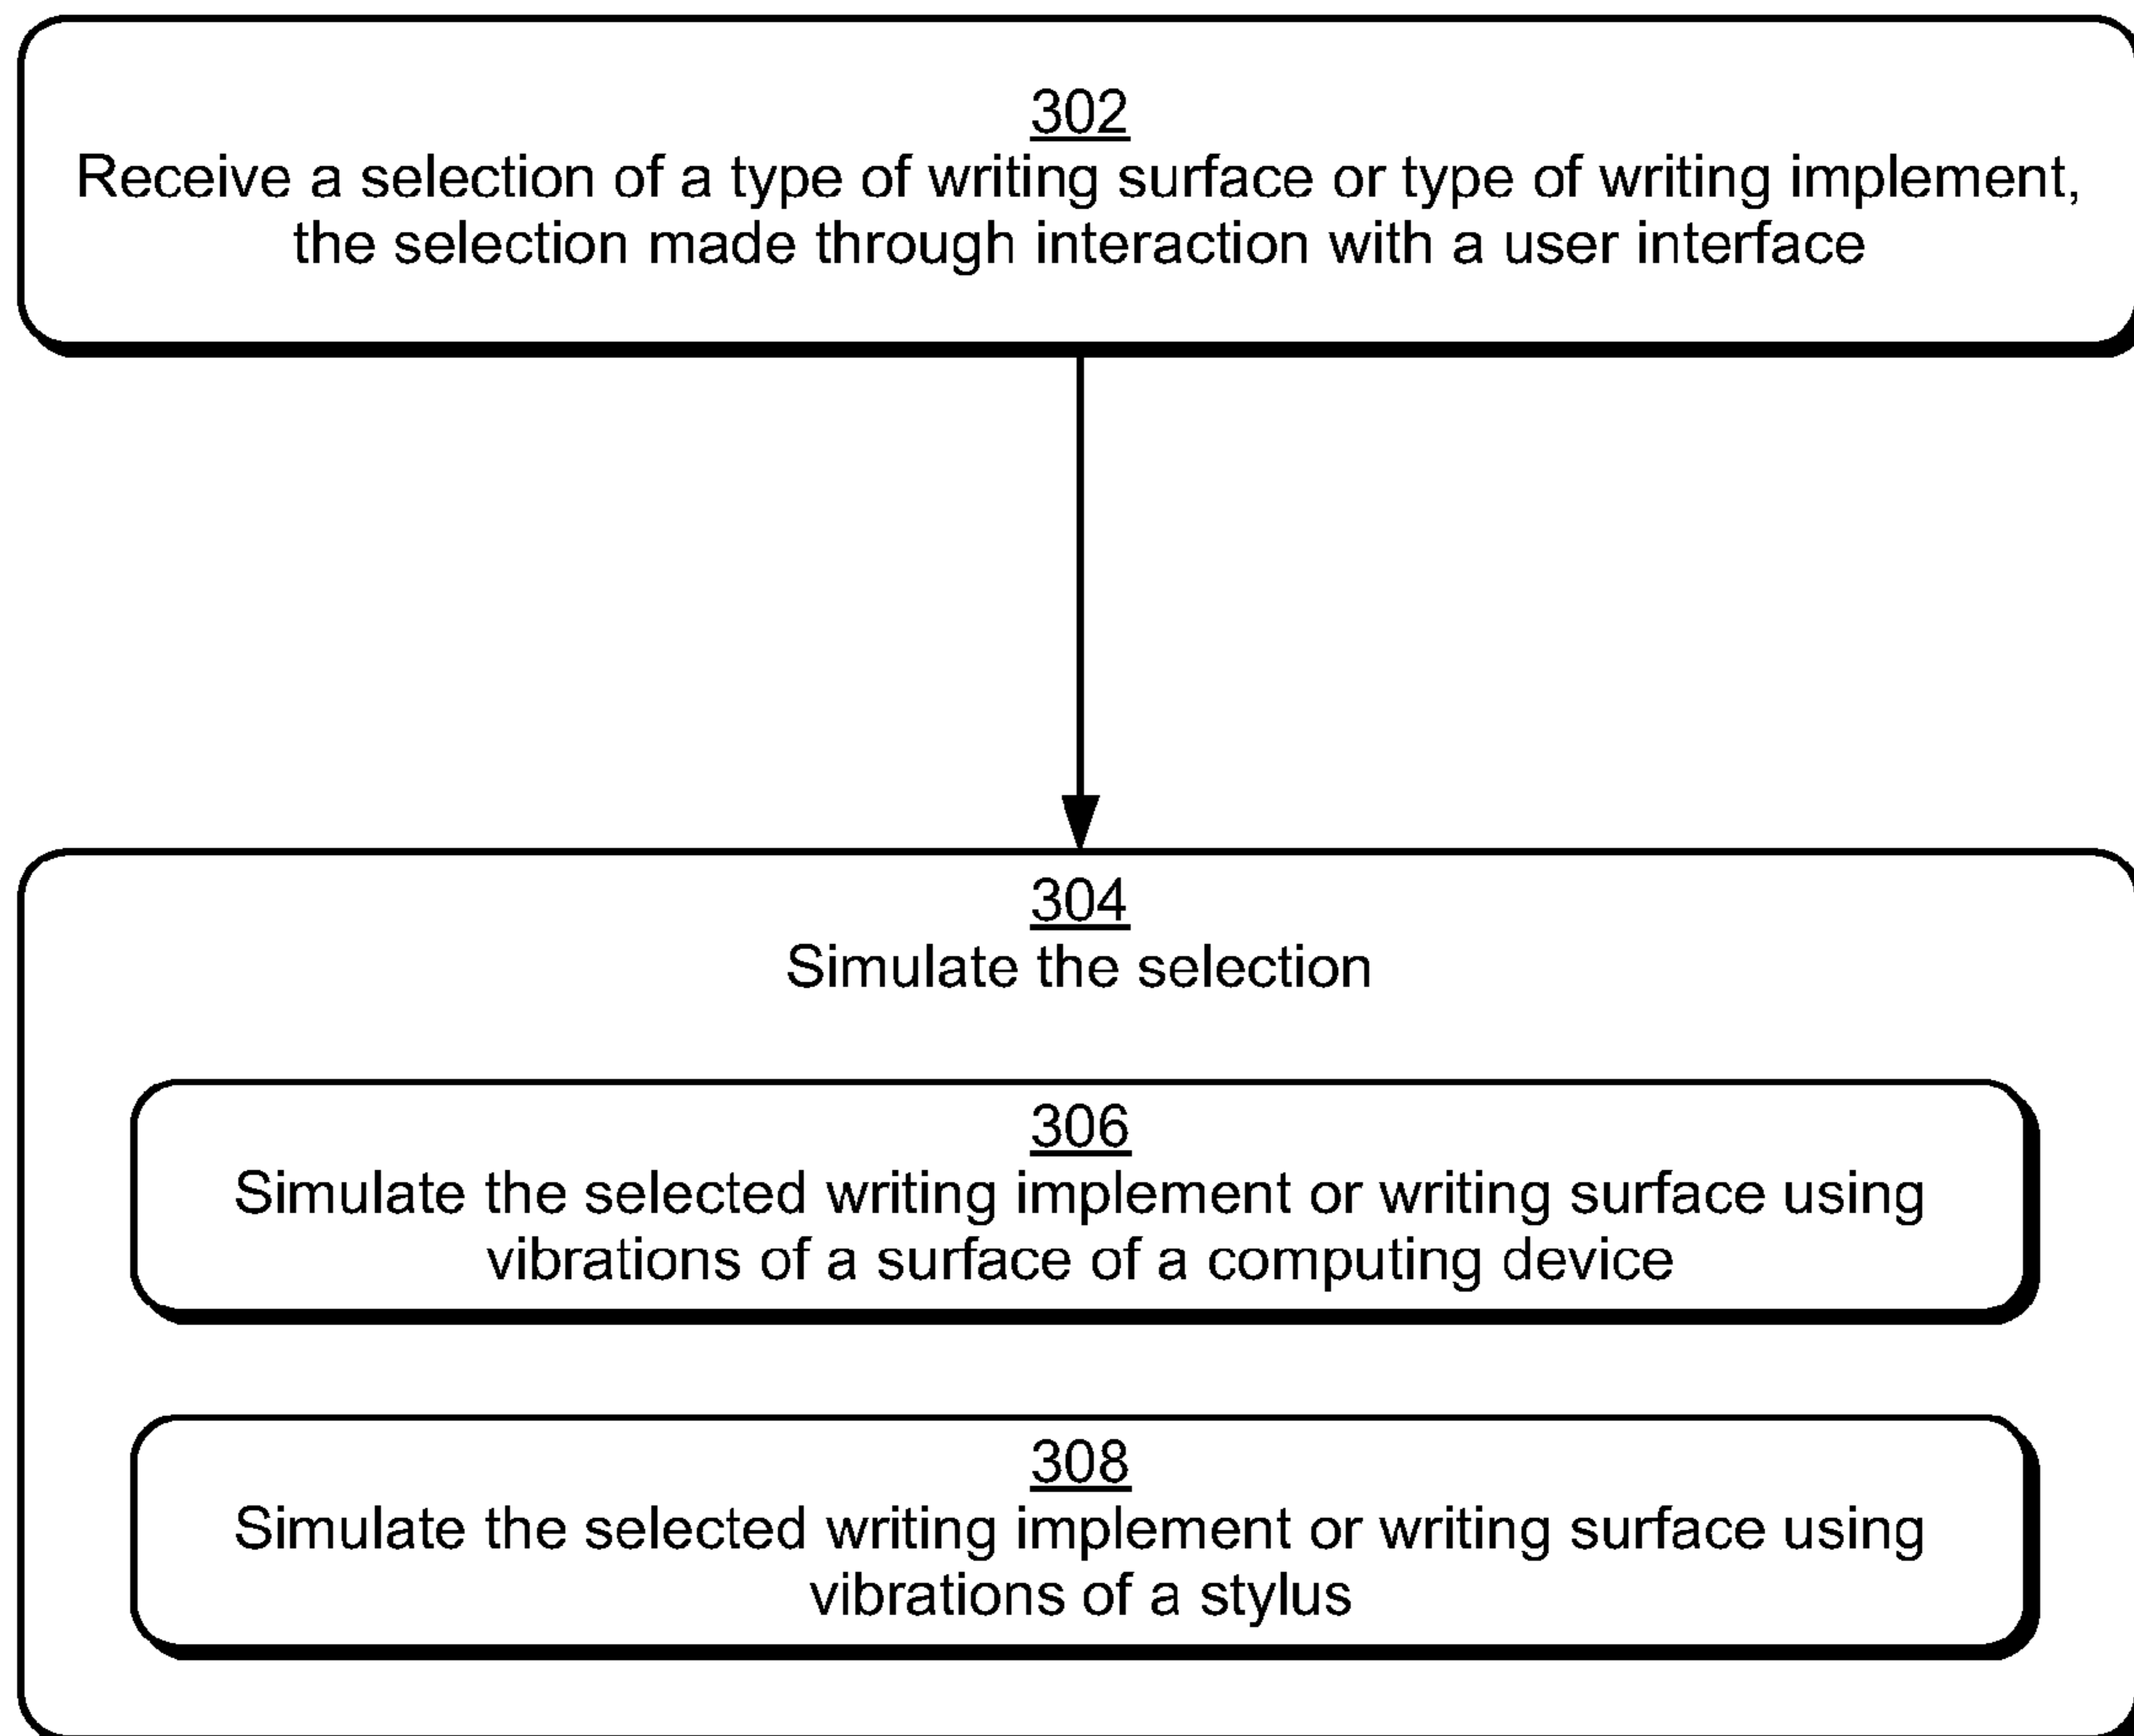 302
Receive a selection of a type of writing surface or type of writing implement,
the selection made through interaction with a user interface
304
Simulate the selection
306
Simulate the selected writing implement or writing surface using
vibrations of a surface of a computing device
308
Simulate the selected writing implement or writing surface using
vibrations of a stylus